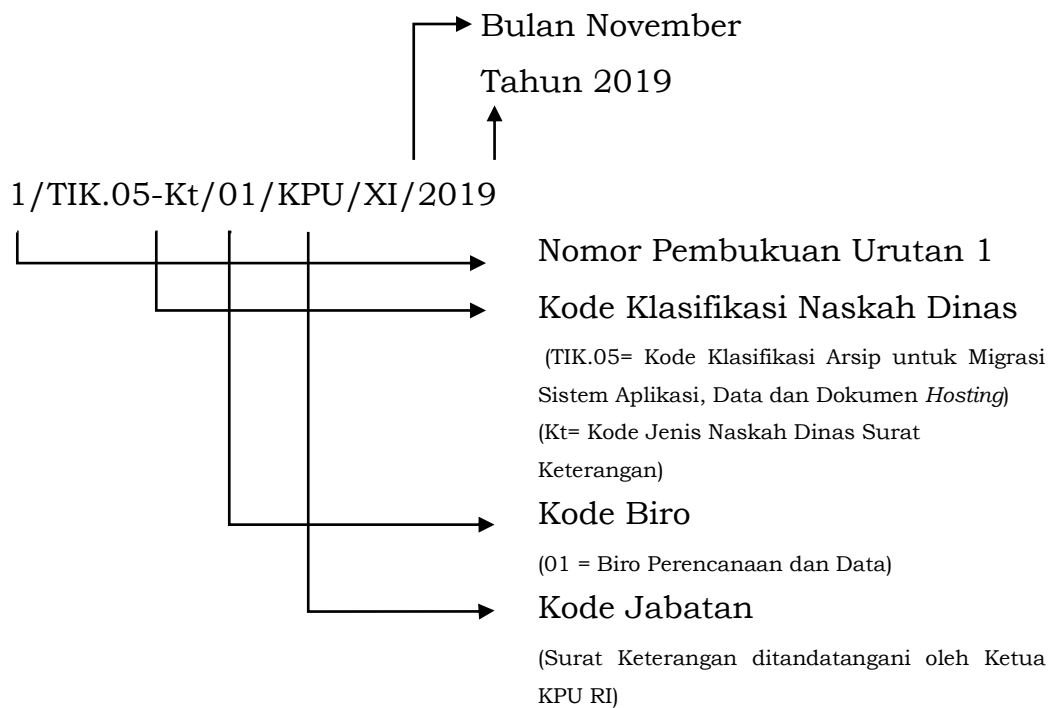 Bulan November
Tahun 2019
1/TIK.05-Kt/01/KPU/XI/2019
Nomor Pembukuan Urutan 1
Kode Klasifikasi Naskah Dinas
(TIK.05= Kode Klasifikasi Arsip untuk Migrasi
Sistem Aplikasi, Data dan Dokumen Hosting)
(Kt= Kode Jenis Naskah Dinas Surat
Keterangan)
Kode Biro
(01 = Biro Perencanaan dan Data)
Kode Jabatan
(Surat Keterangan ditandatangani oleh Ketua
KPU RI)